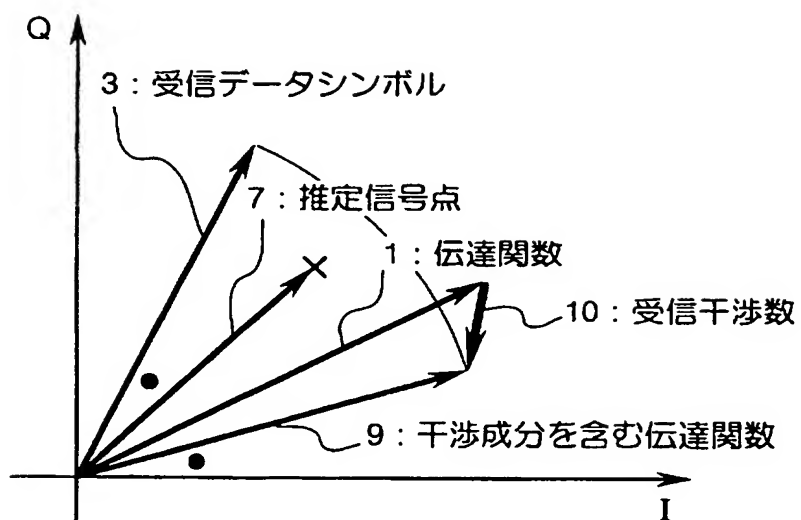 Q
3：受信データシンボル
7：推定信号点
1：伝達関数
10：受信干渉数
9：干渉成分を含む伝達関数
I